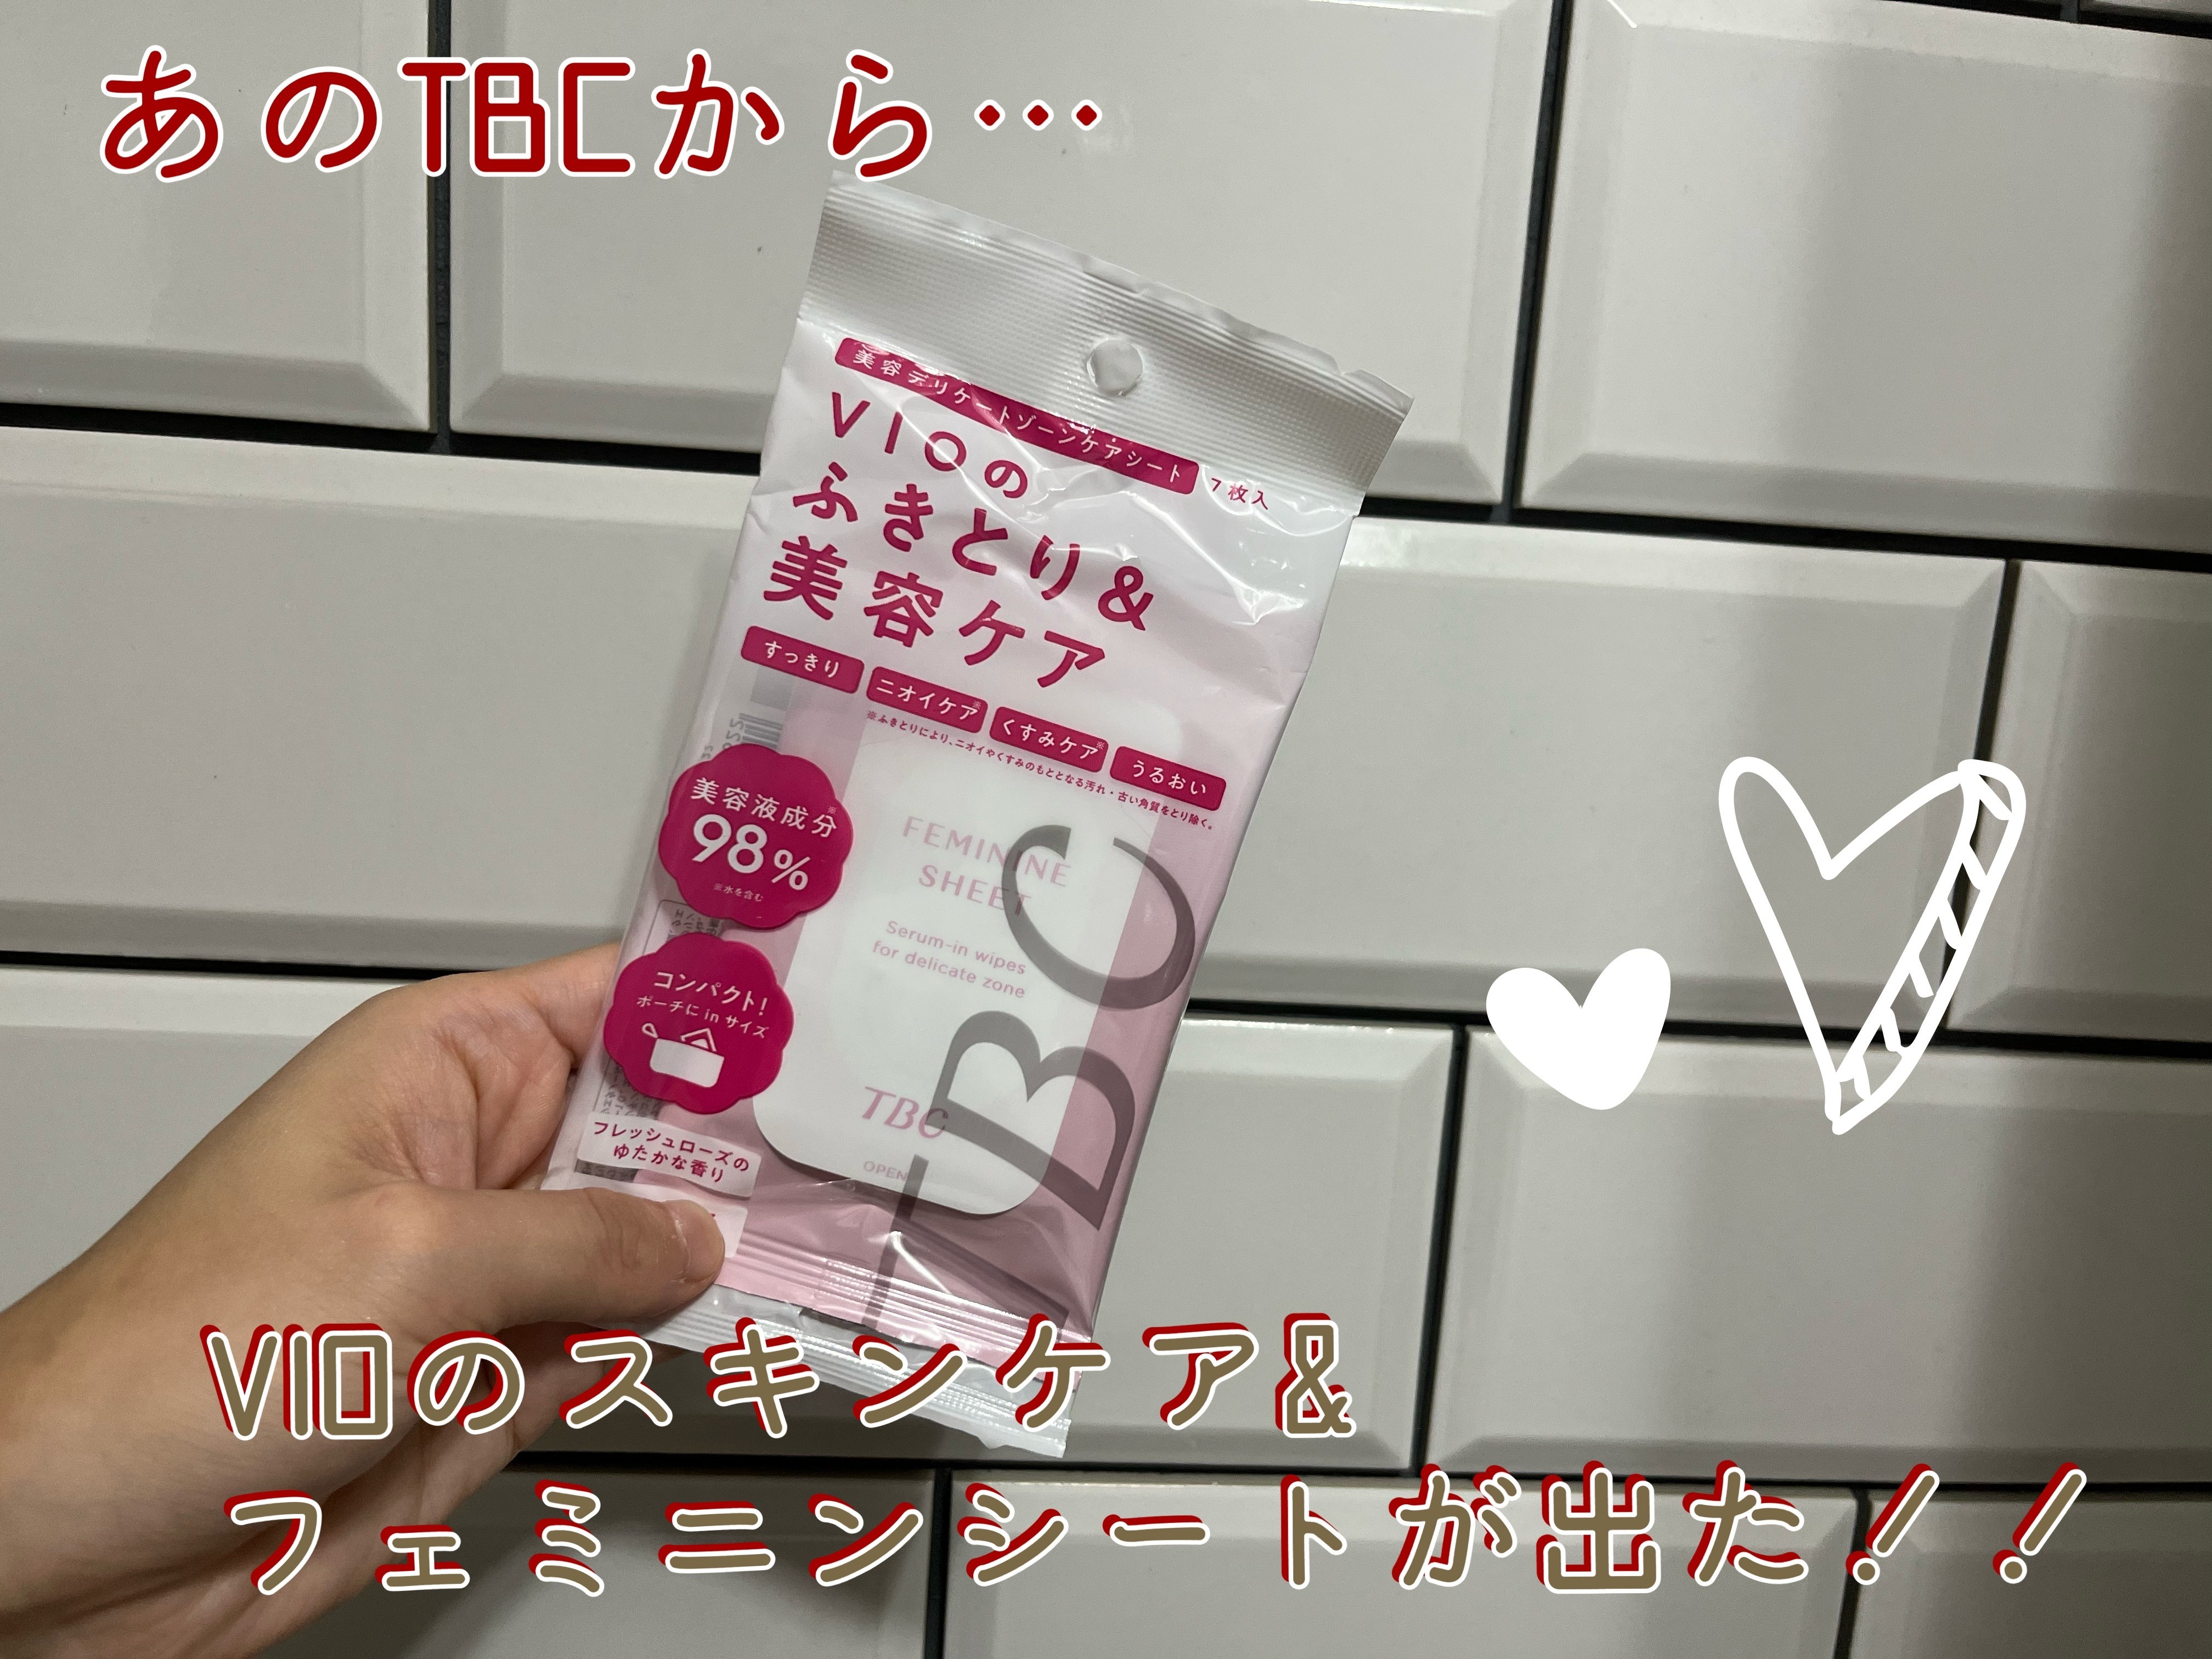 あのTBCから…
美容デリケートゾーンケアシート
7枚入
VIOの
ふきとり&
美容ケア
すっきり
ニオイケア※
くすみケア※
うるおい
※ふきとりにより、ニオイやくすみのもととなる汚れ・古い角質をとり除く。
美容液成分※
98%
※水を含む
コンパクト!
ポーチにinサイズ
フレッシュローズの
ゆたかな香り
FEMININE
SHEET
Serum-in wipes
for delicate zone
TBC
OPEN
TBC
VIOのスキンケア&
フェミニンシートが出た！！